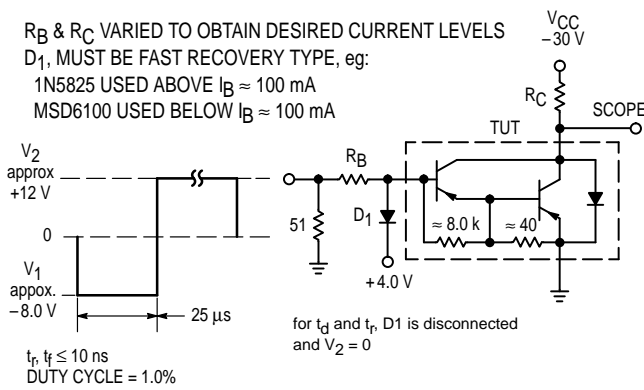 R_B & R_C VARIED TO OBTAIN DESIRED CURRENT LEVELS
D_1, MUST BE FAST RECOVERY TYPE, eg:
1N5825 USED ABOVE I_B ≈ 100 mA
MSD6100 USED BELOW I_B ≈ 100 mA
V_CC
−30 V
R_C
SCOPE
TUT
V_2
approx
+12 V
0
V_1
appox.
−8.0 V
25 μs
R_B
51
D_1
≈ 8.0 k
≈ 40
+4.0 V
for t_d and t_r, D1 is disconnected
and V_2 = 0
t_r, t_f ≤ 10 ns
DUTY CYCLE = 1.0%